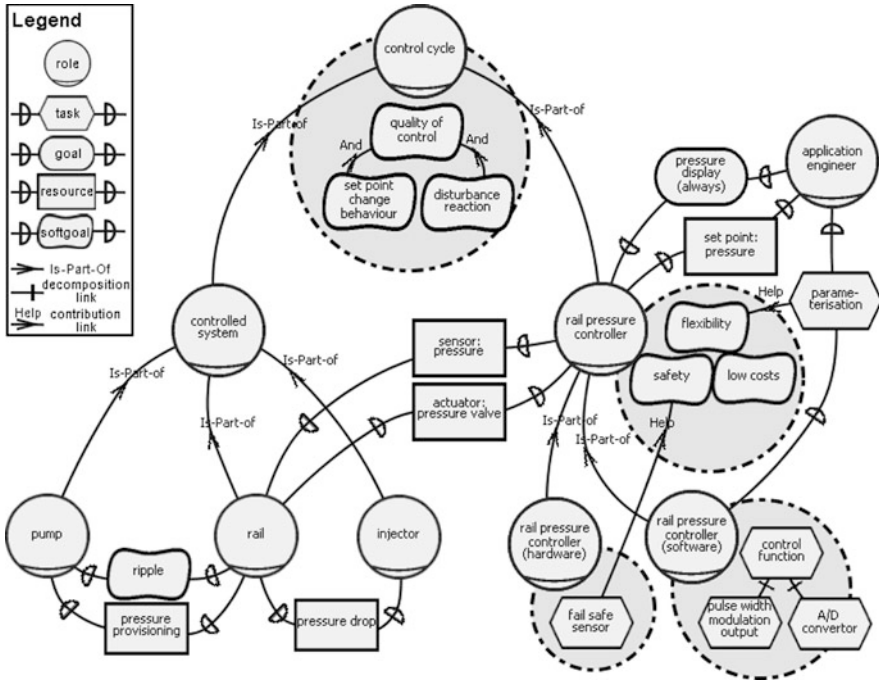 Legend
role
task
goal
resource
softgoal
Is-Part-Of
decomposition
link
Help
contribution
link
control cycle
Is-Part-of
Is-Part-of
quality of
control
And
And
set point
change
behaviour
disturbance
reaction
pressure
display
(always)
application
engineer
set point:
pressure
controlled
system
sensor:
pressure
actuator:
pressure valve
rail pressure
controller
Help
parame-
terisation
flexibility
safety
low costs
Is-Part-of
Is-Part-of
Is-Part-of
Is-Part-of
Is-Part-of
Help
pump
rail
injector
ripple
pressure
provisioning
pressure drop
rail pressure
controller
(hardware)
rail pressure
controller
(software)
fail safe
sensor
control
function
pulse width
modulation
output
A/D
convertor